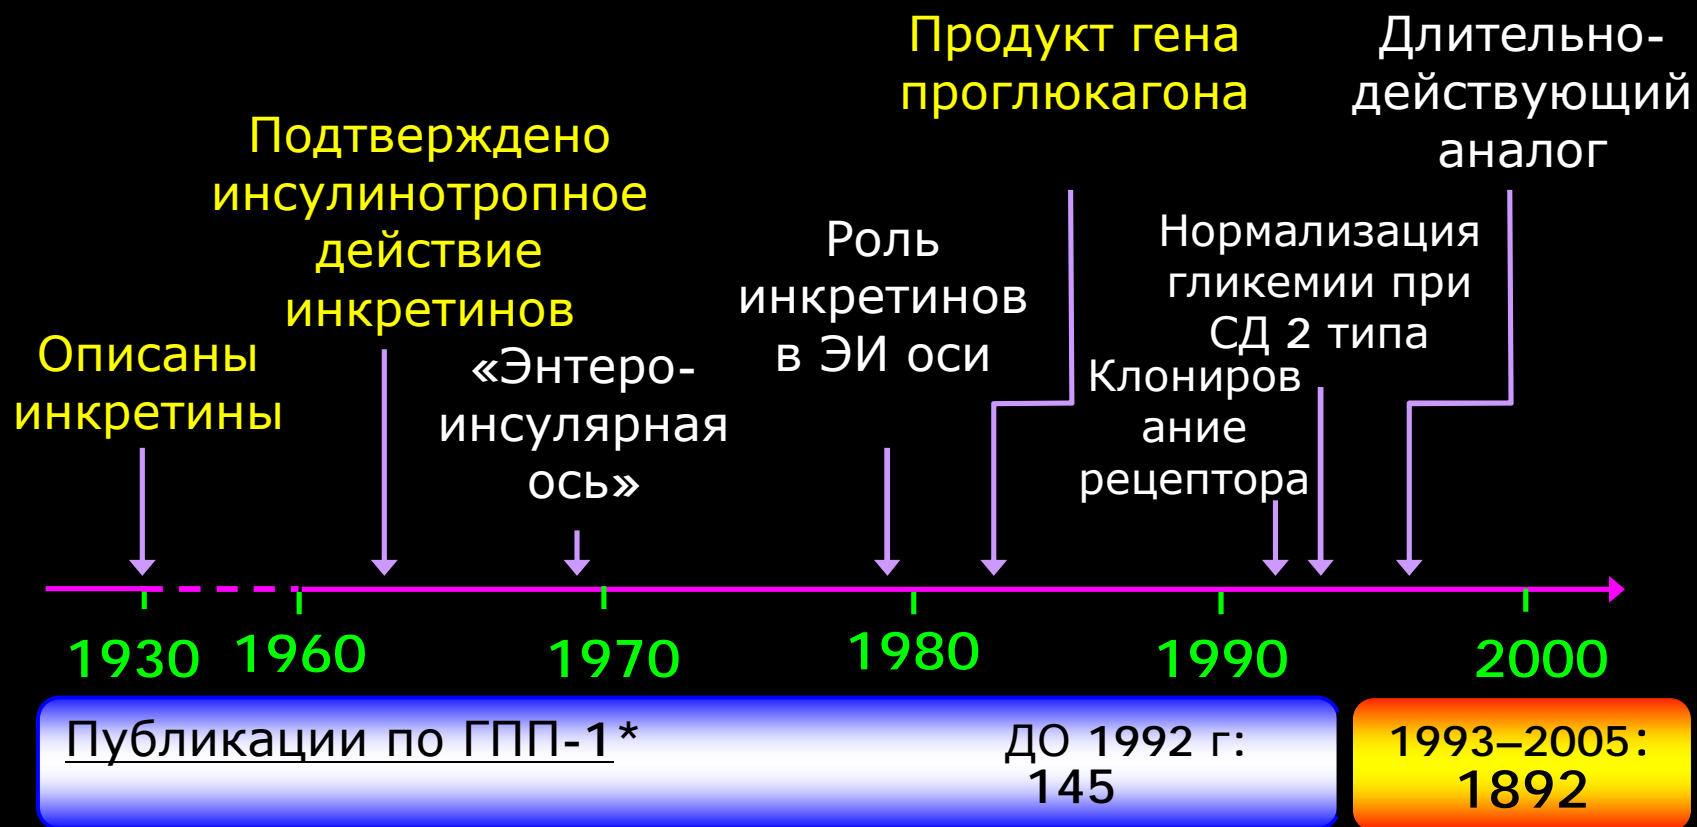 Описаны
инкретины
Подтверждено
инсулинотропное
действие
инкретинов
«Энтеро-
инсулярная
ось»
Роль
инкретинов
в ЭИ оси
Продукт гена
проглюкагона
Клониров
ание
рецептора
Нормализация
гликемии при
СД 2 типа
Длительно-
действующий
аналог
1930 1960 1970 1980 1990 2000
Публикации по ГПП-1*
ДО 1992 г:
145
1993–2005:
1892